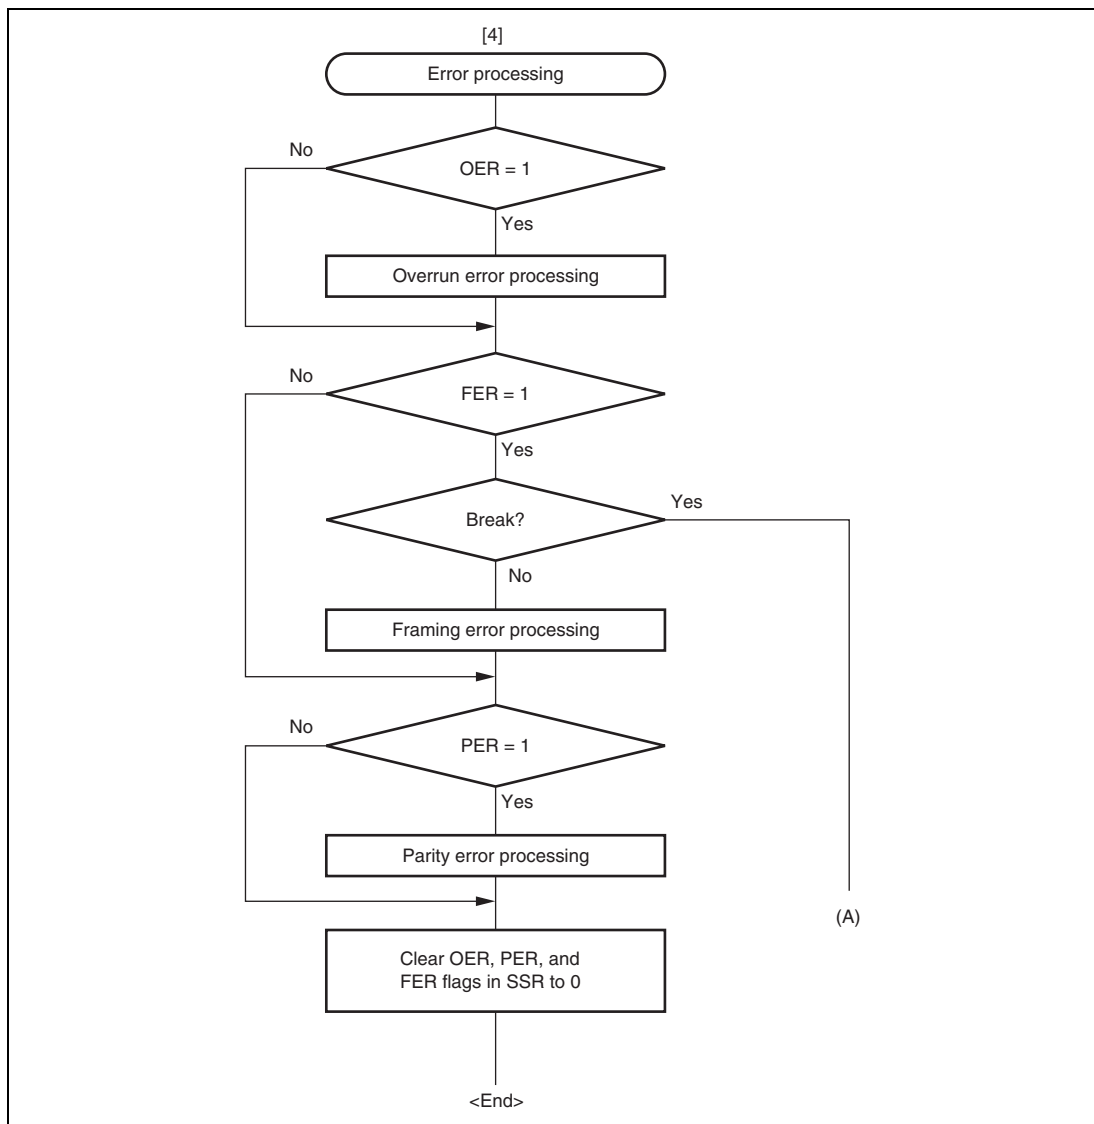 [4]
Error processing
No
OER = 1
Yes
Overrun error processing
No
FER = 1
Yes
Break?
Yes
No
Framing error processing
No
PER = 1
Yes
Parity error processing
(A)
Clear OER, PER, and
FER flags in SSR to 0
<End>